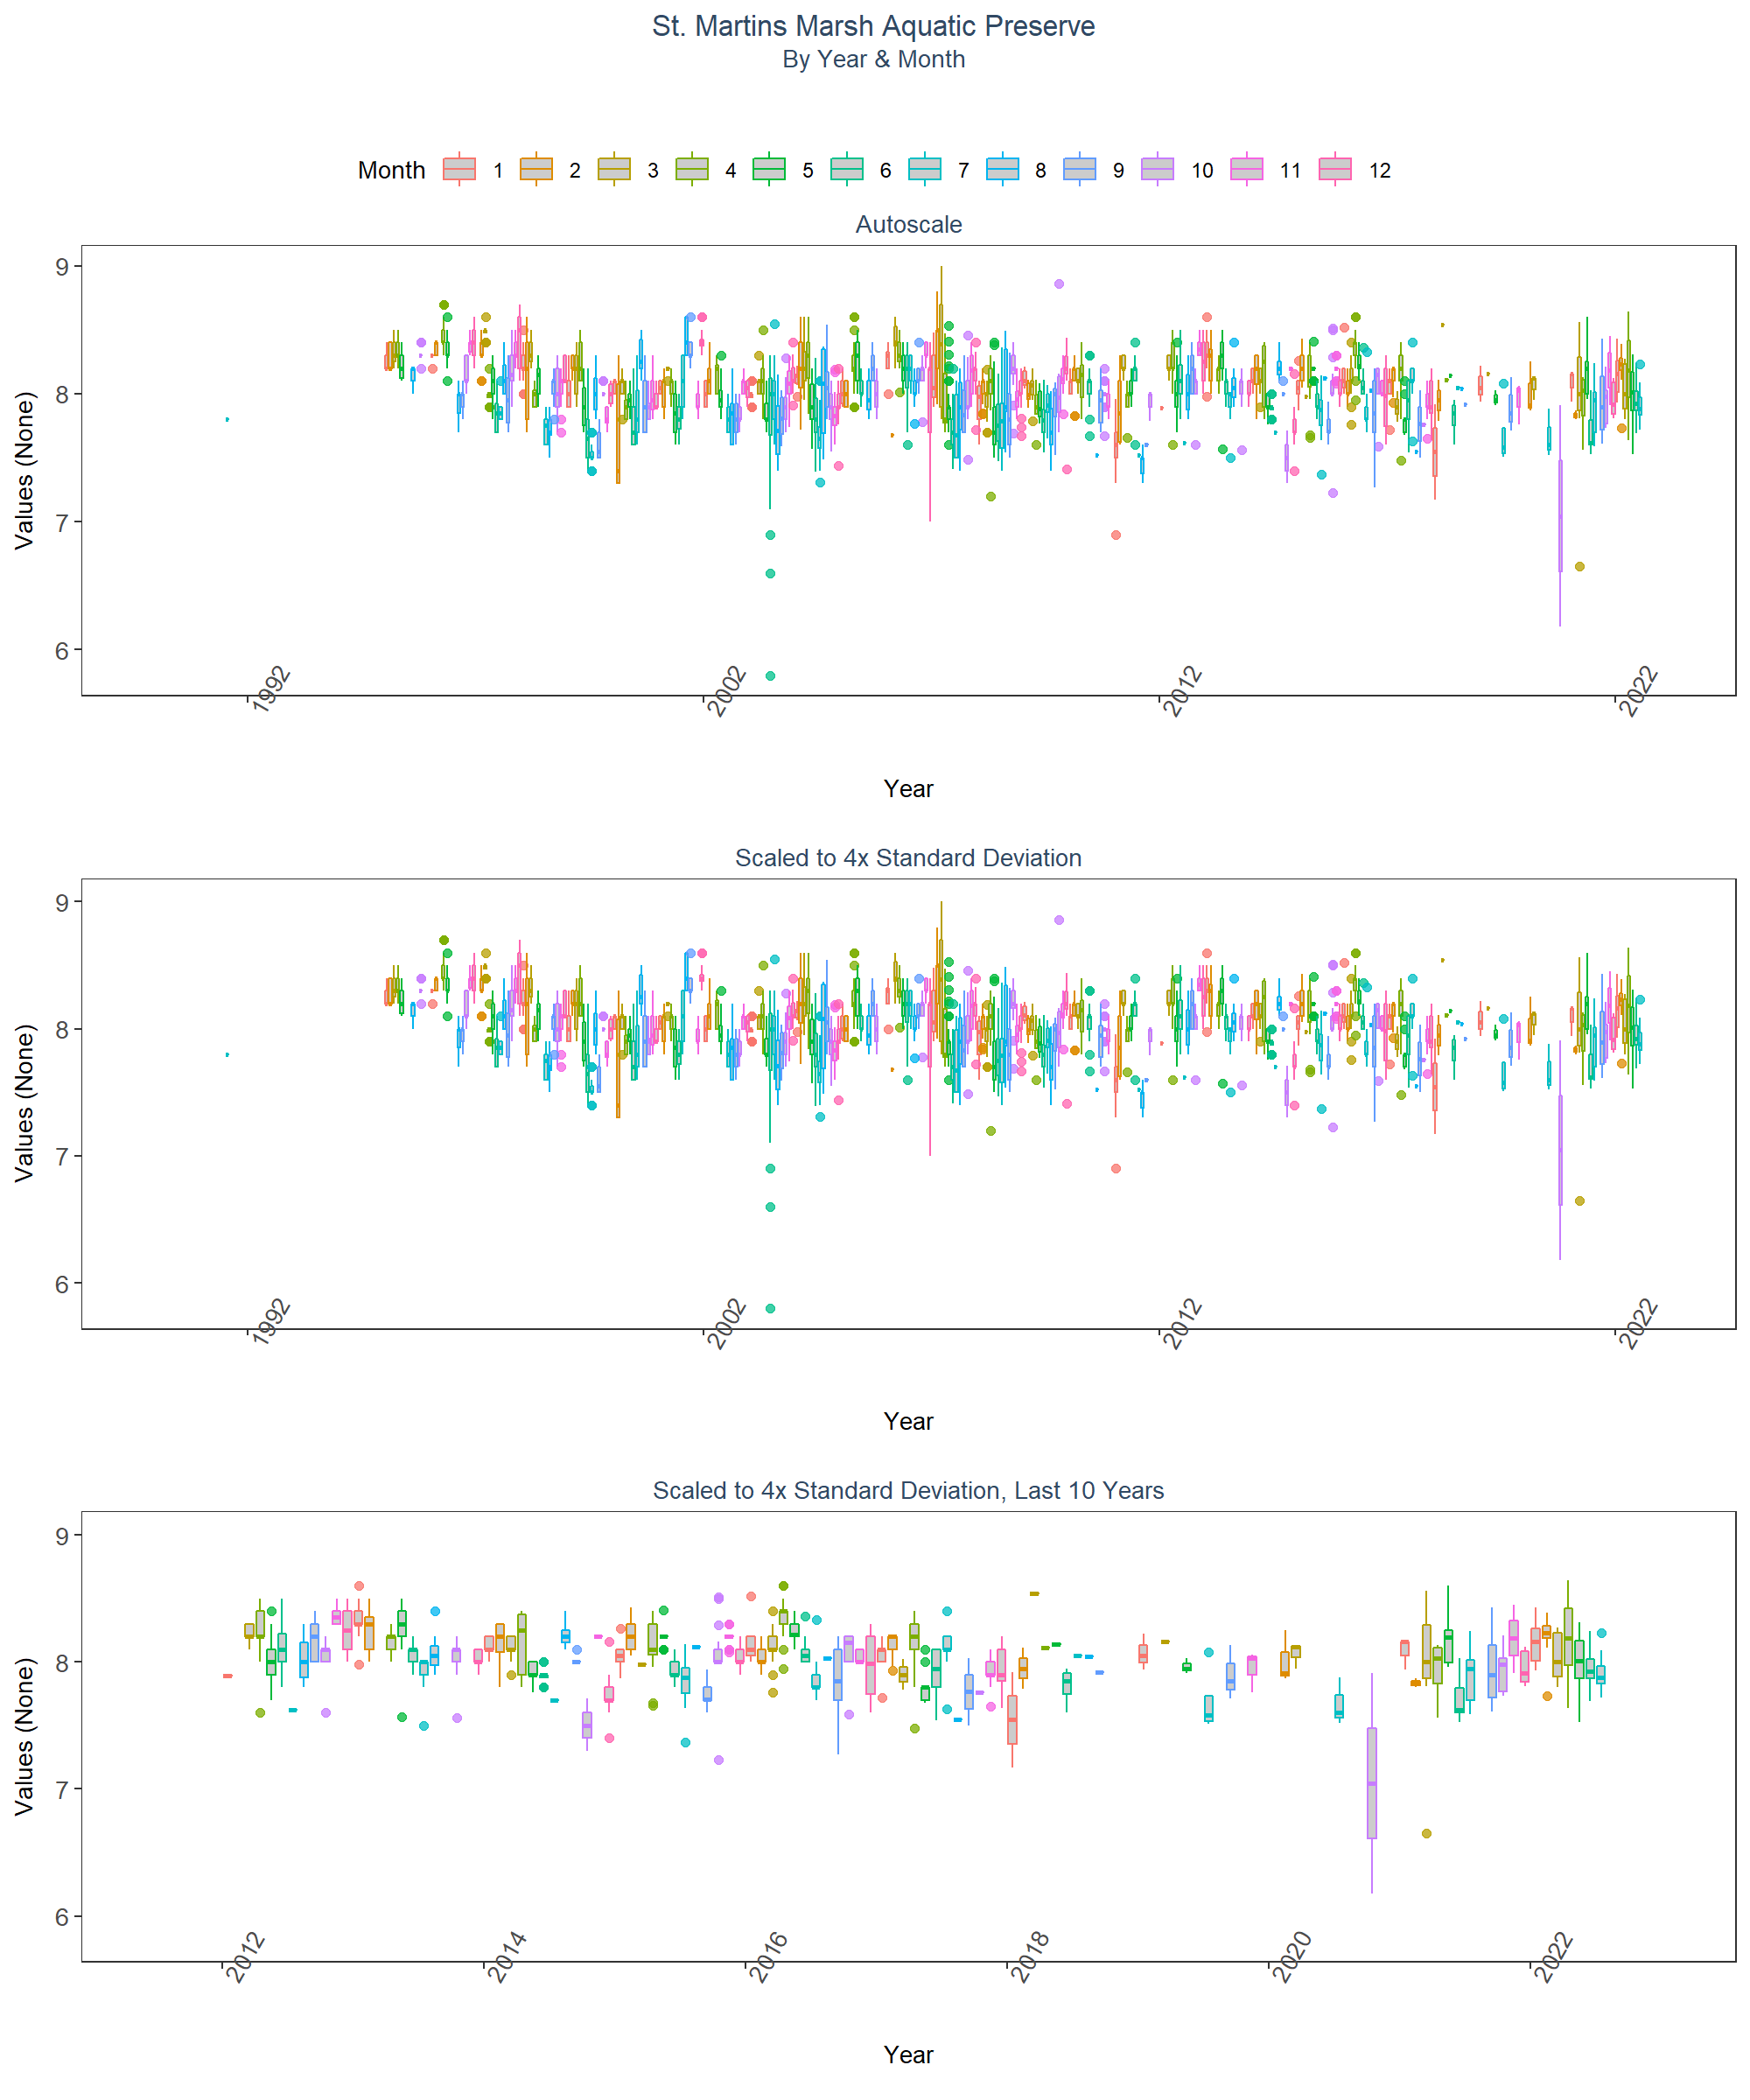 St. Martins Marsh Aquatic Preserve
By Year & Month
Month 1 2 3 4 5 6 7 8 9 10 11 12
Autoscale
9
8
7
6
Values (None)
1992 2002 2012 2022
Year
Scaled to 4x Standard Deviation
9
8
7
6
Values (None)
1992 2002 2012 2022
Year
Scaled to 4x Standard Deviation, Last 10 Years
9
8
7
6
Values (None)
2012 2014 2016 2018 2020 2022
Year